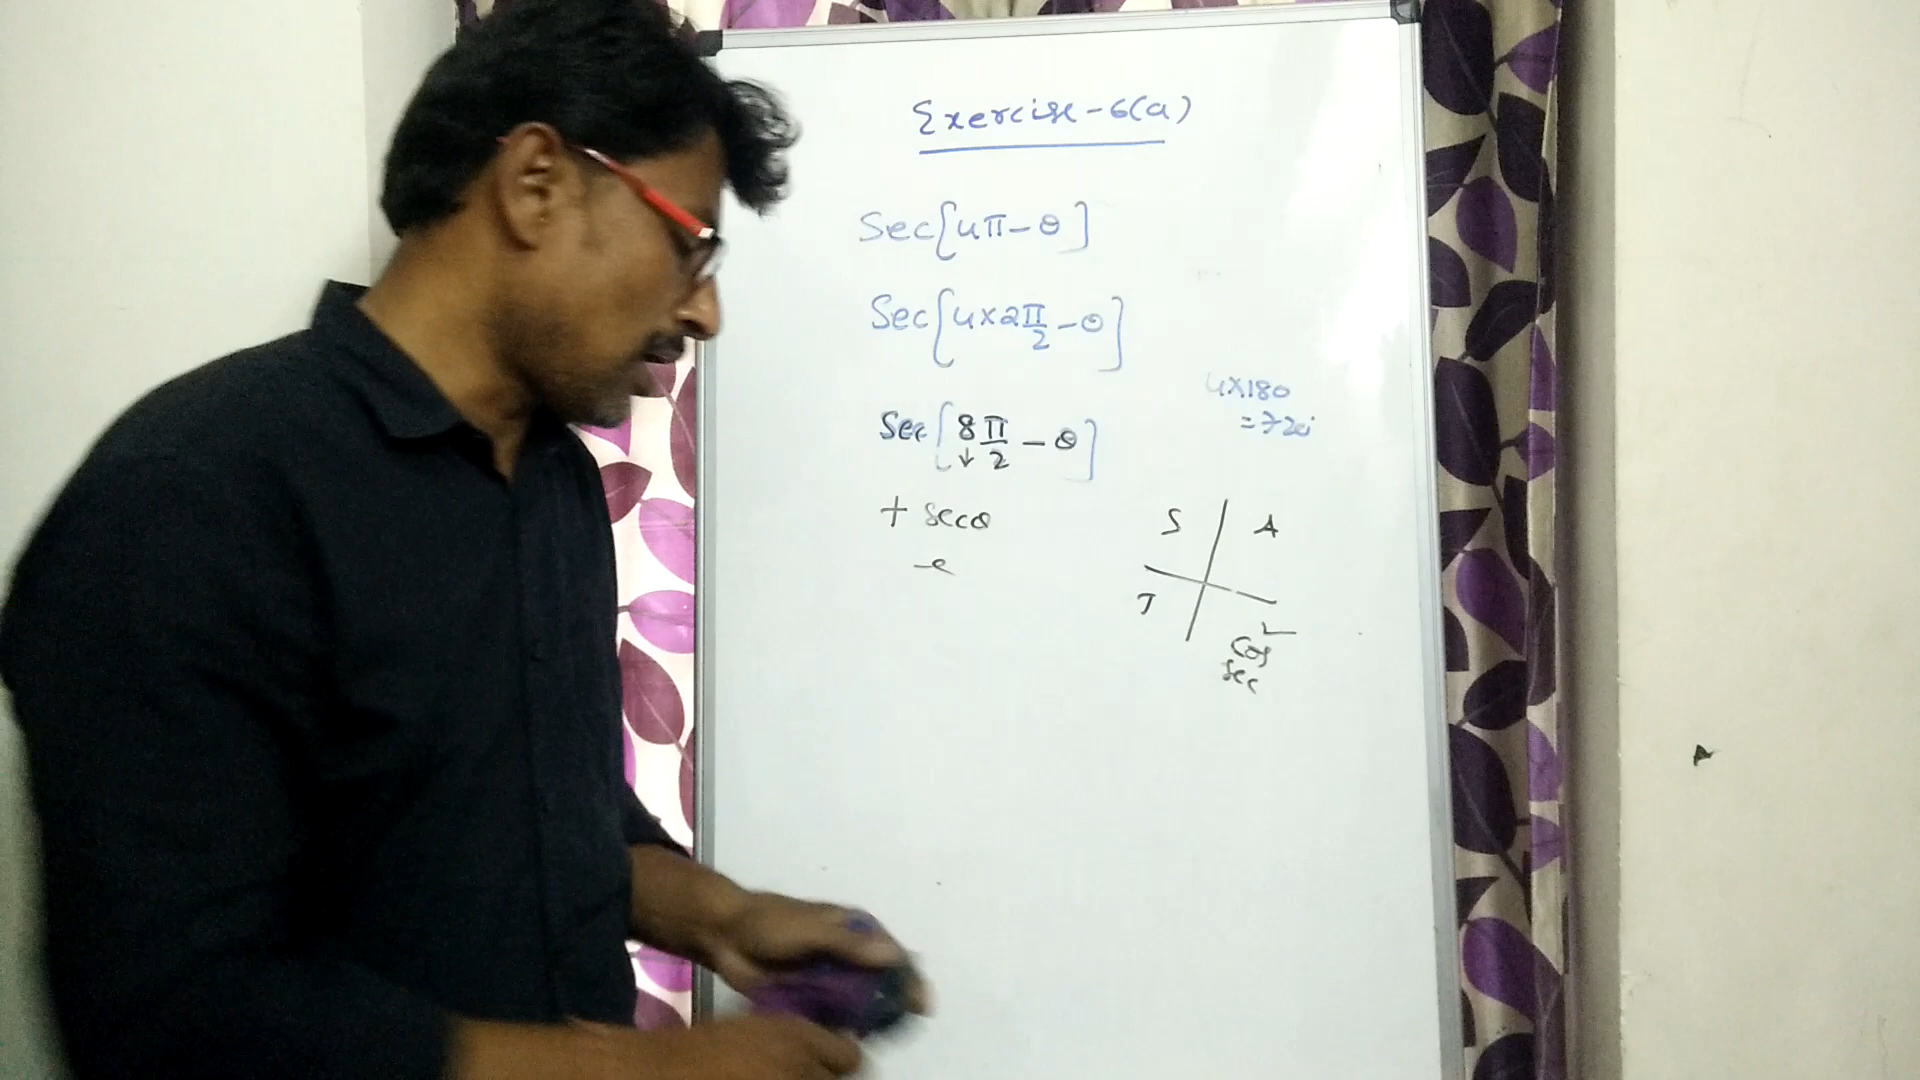 Exercise-6(a)
Sec[4π-θ]
Sec[4×2π/2-θ]
4×180
=720
Sec[8π/2-θ]
↓
+ secθ
S A
T
Cos
Sec